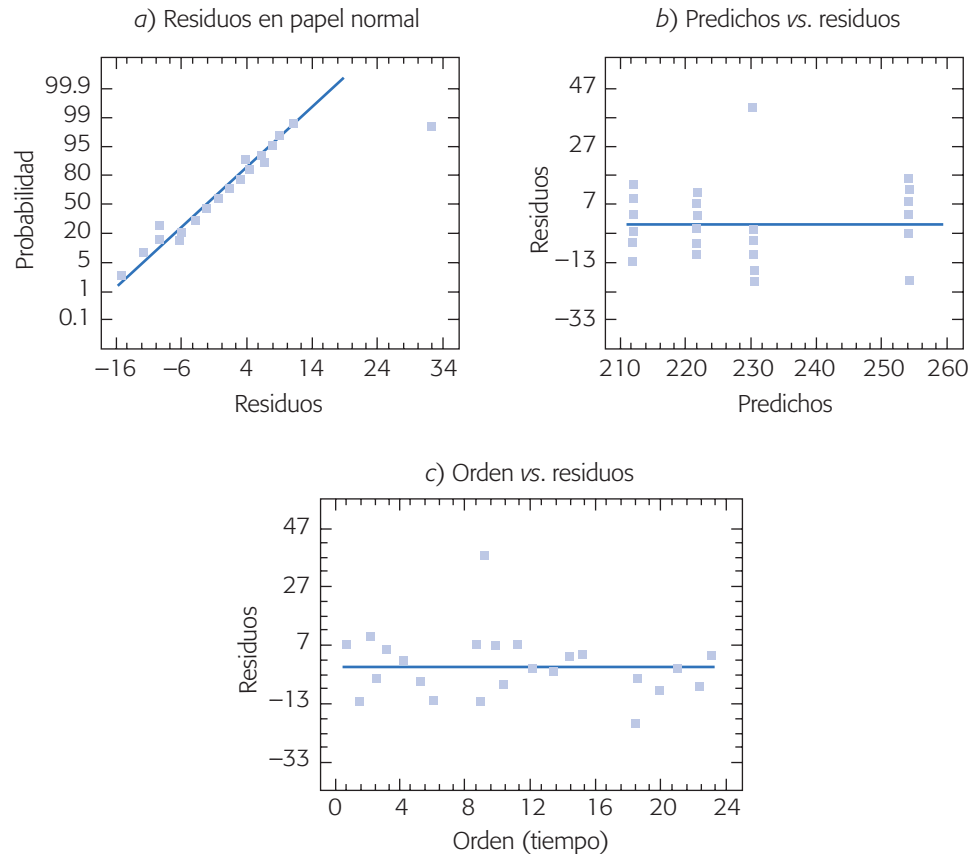 a) Residuos en papel normal
99.9
99
95
80
50
20
5
1
0.1
Probabilidad
−16 −6 4 14 24 34
Residuos
b) Predichos vs. residuos
47
27
7
−13
−33
Residuos
210 220 230 240 250 260
Predichos
c) Orden vs. residuos
47
27
7
−13
−33
Residuos
0 4 8 12 16 20 24
Orden (tiempo)